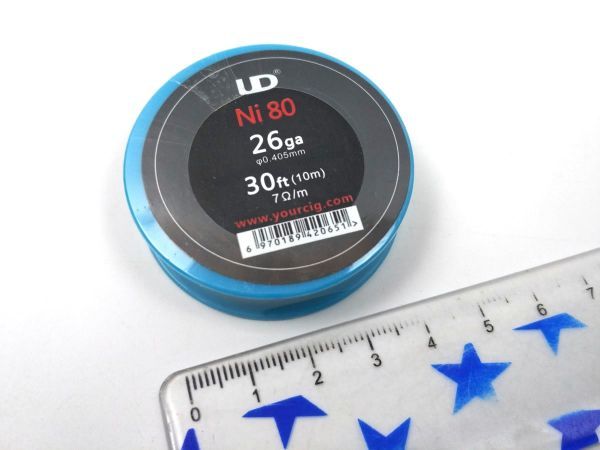 UD®
Ni 80
26ga
φ0.405mm
30ft(10m)
7Ω/m
www.yourcig.com
6 970189 420651 >
0 1 2 3 4 5 6 7